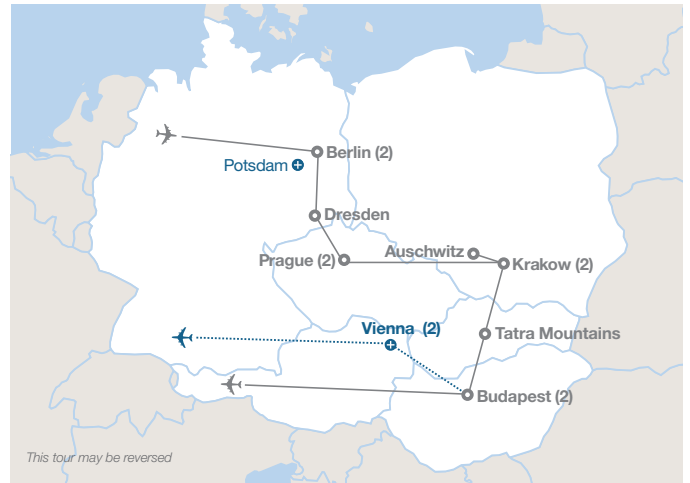 Berlin (2)
Potsdam
Dresden
Auschwitz
Prague (2)
Krakow (2)
Vienna (2)
Tatra Mountains
Budapest (2)
This tour may be reversed